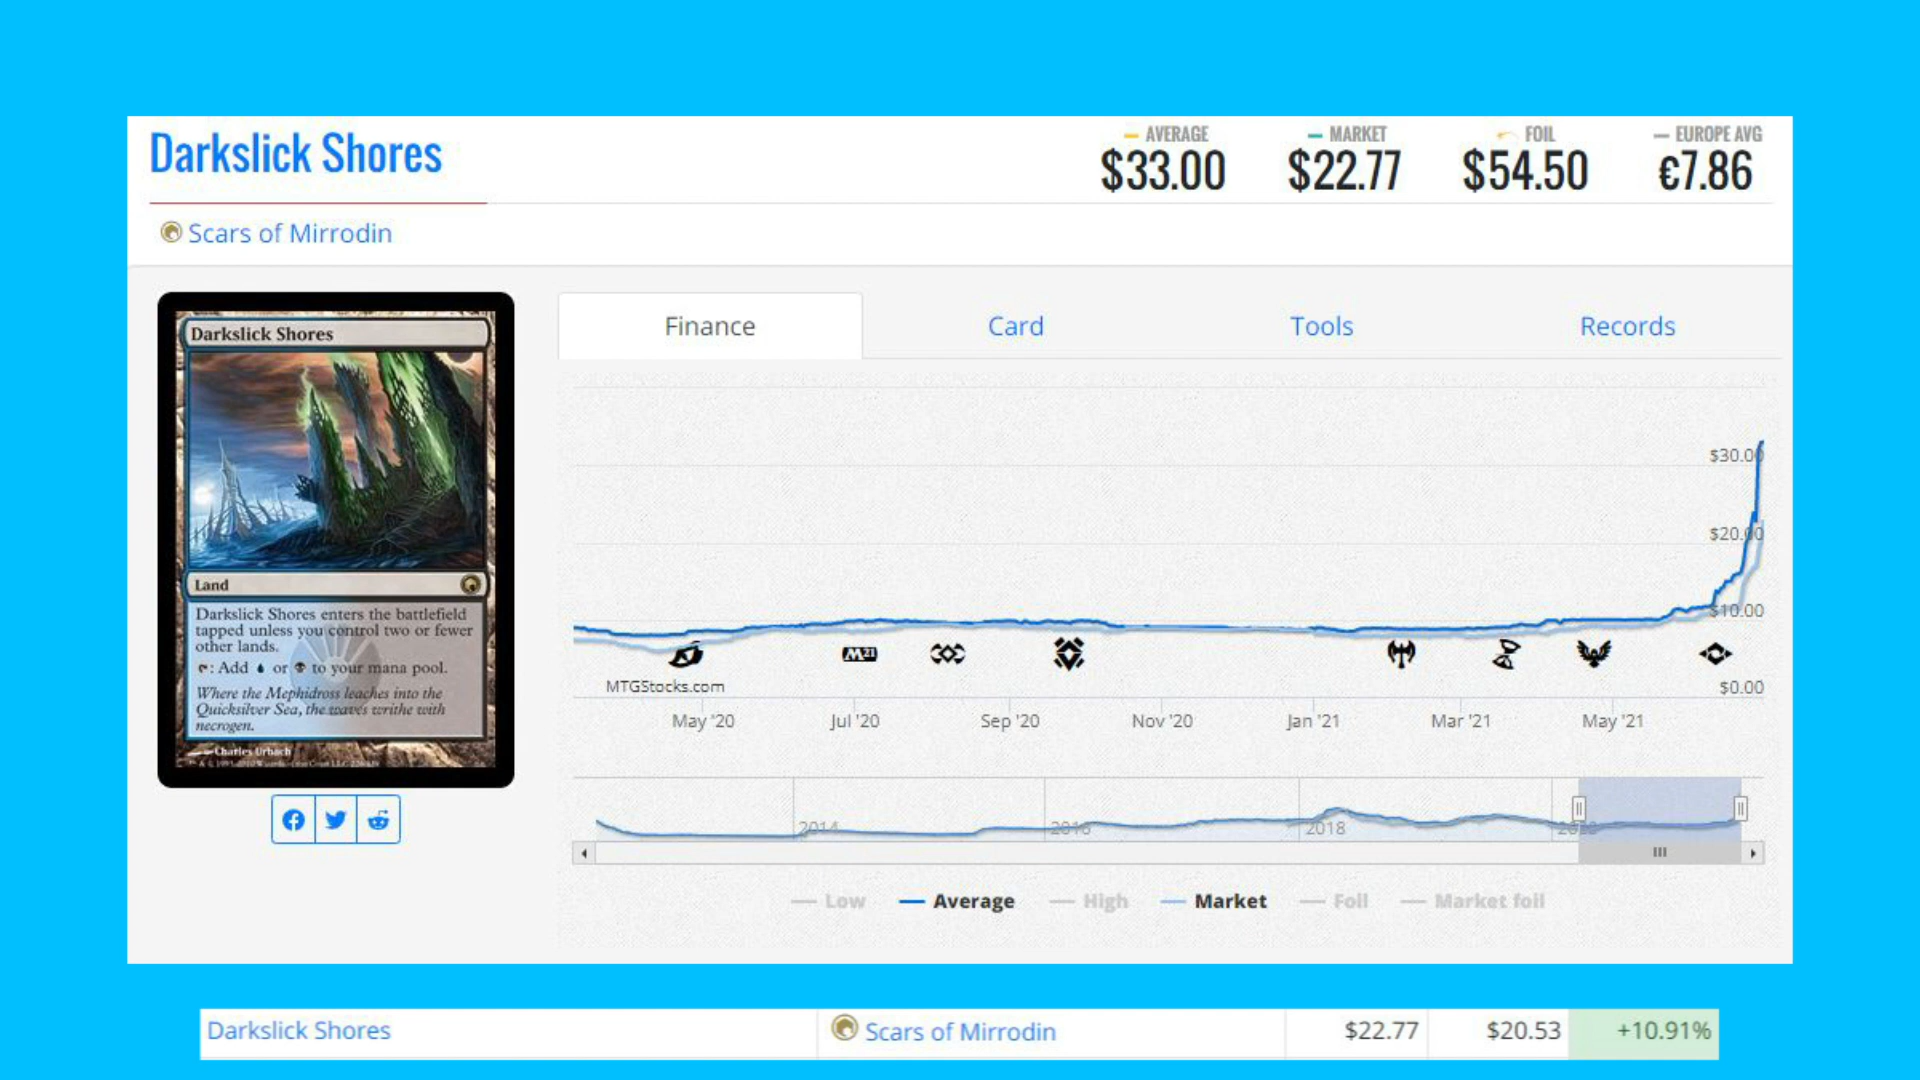 Darkslick Shores
AVERAGE
$33.00
MARKET
$22.77
FOIL
$54.50
EUROPE AVG
€7.86
Scars of Mirrodin
Darkslick Shores
Land
Darkslick Shores enters the battlefield
tapped unless you control two or fewer
other lands.
: Add or to your mana pool.
Where the Mephidross leaches into the
Quicksilver Sea, the waves writhe with
necrogen.
Charles Urbach
Finance
Card
Tools
Records
$30.00
$20.00
$10.00
$0.00
M21
MTGStocks.com
May '20
Jul '20
Sep '20
Nov '20
Jan '21
Mar '21
May '21
2014
2016
2018
Low
Average
High
Market
Foil
Market foil
Darkslick Shores
Scars of Mirrodin
$22.77
$20.53
+10.91%